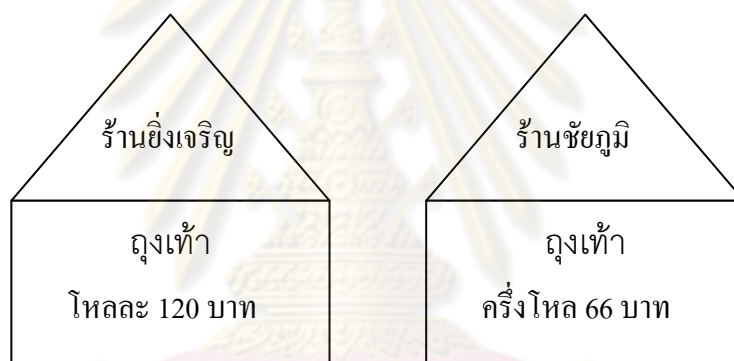 ร้านยิ่งเจริญ
ถุงเท้า
โหลละ 120 บาท
ร้านชัยภูมิ
ถุงเท้า
ครึ่งโหล 66 บาท